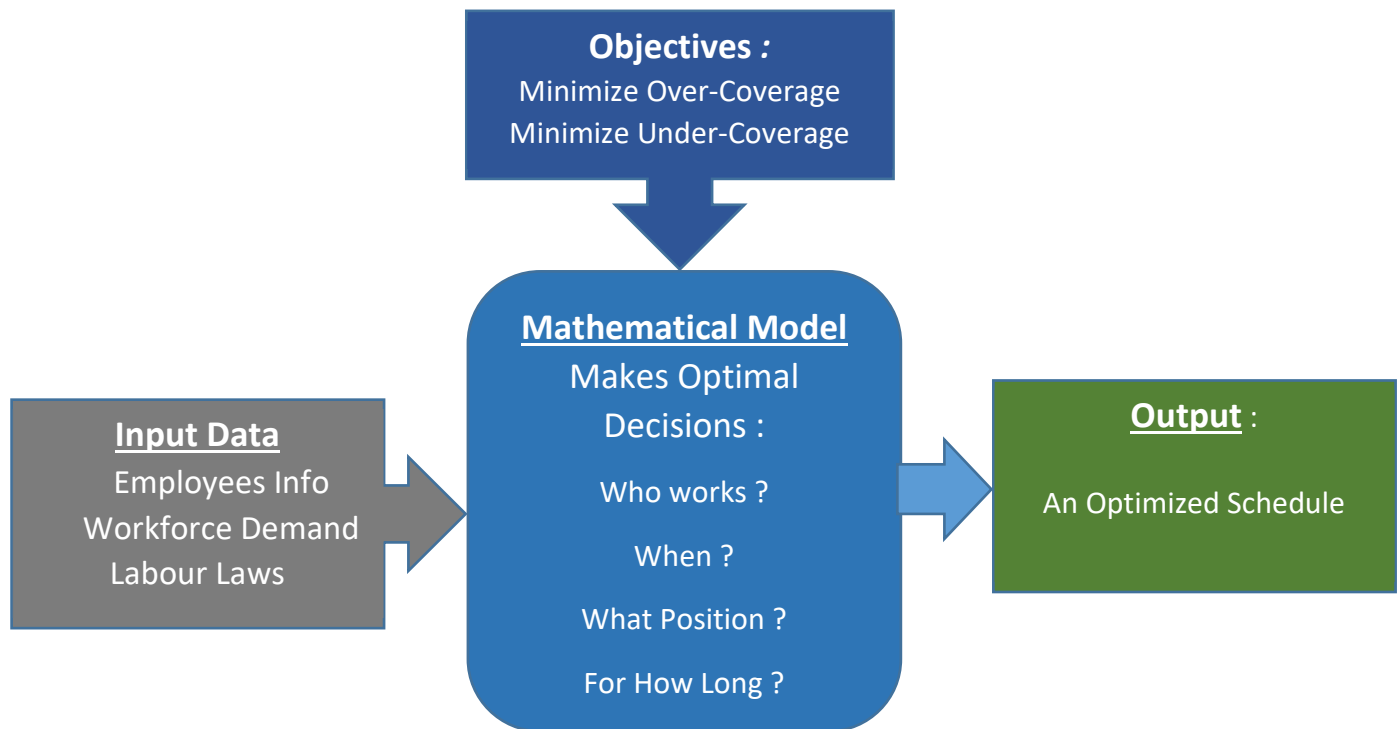 Objectives :
Minimize Over-Coverage
Minimize Under-Coverage
Input Data
Employees Info
Workforce Demand
Labour Laws
Mathematical Model
Makes Optimal
Decisions :
Who works ?
When ?
What Position ?
For How Long ?
Output :
An Optimized Schedule